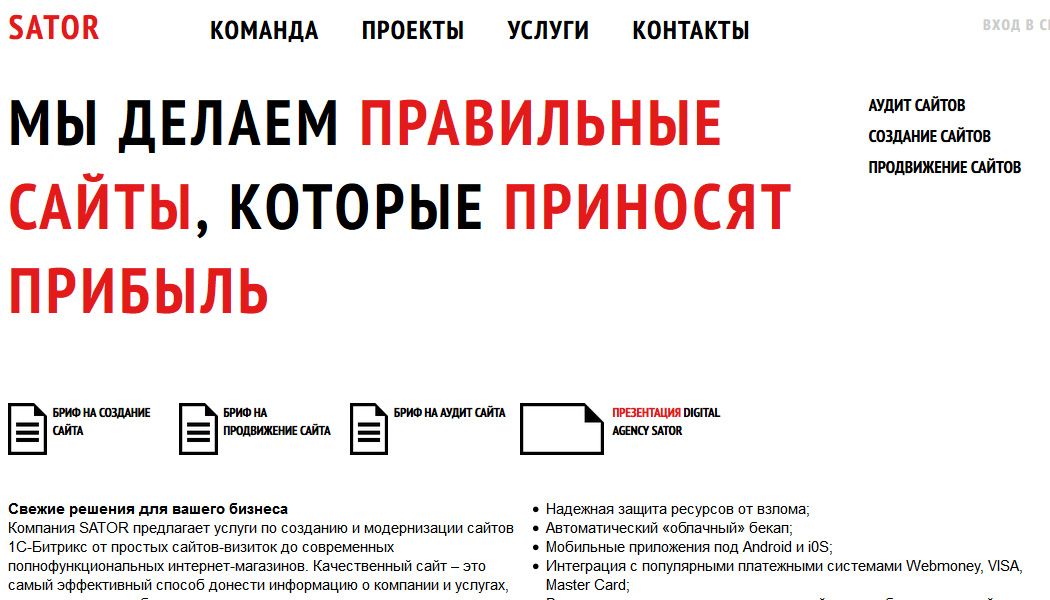 SATOR
КОМАНДА
ПРОЕКТЫ
УСЛУГИ
КОНТАКТЫ
ВХОД В
МЫ ДЕЛАЕМ ПРАВИЛЬНЫЕ
САЙТЫ, КОТОРЫЕ ПРИНОСЯТ
ПРИБЫЛЬ
АУДИТ САЙТОВ
СОЗДАНИЕ САЙТОВ
ПРОДВИЖЕНИЕ САЙТОВ
БРИФ НА СОЗДАНИЕ
САЙТА
БРИФ НА
ПРОДВИЖЕНИЕ САЙТА
БРИФ НА АУДИТ САЙТА
ПРЕЗЕНТАЦИЯ DIGITAL
AGENCY SATOR
Свежие решения для вашего бизнеса
Компания SATOR предлагает услуги по созданию и модернизации сайтов
1С-Битрикс от простых сайтов-визиток до современных
полнофункциональных интернет-магазинов. Качественный сайт – это
самый эффективный способ донести информацию о компании и услугах,
• Надежная защита ресурсов от взлома;
• Автоматический «облачный» бекап;
• Мобильные приложения под Android и i0S;
• Интеграция с популярными платежными системами Webmoney, VISA,
Master Card;